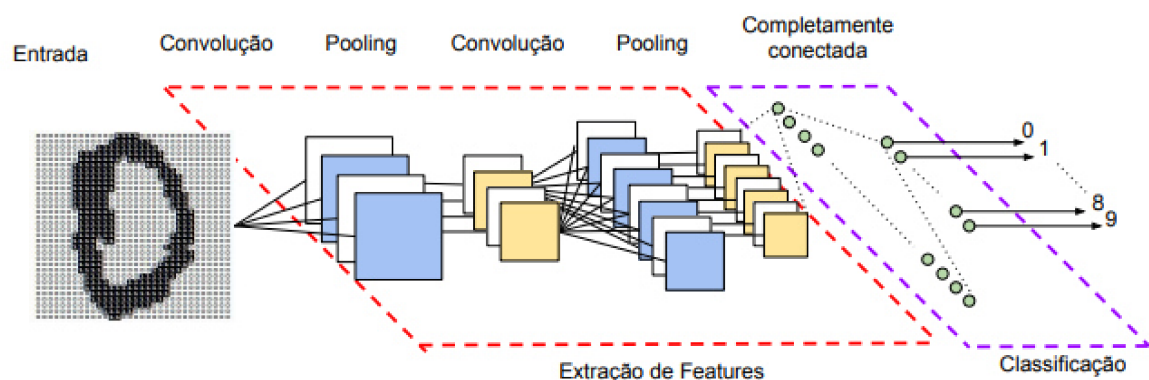 Entrada
Convolução
Pooling
Convolução
Pooling
Completamente
conectada
0
1
8
9
Extração de Features
Classificação